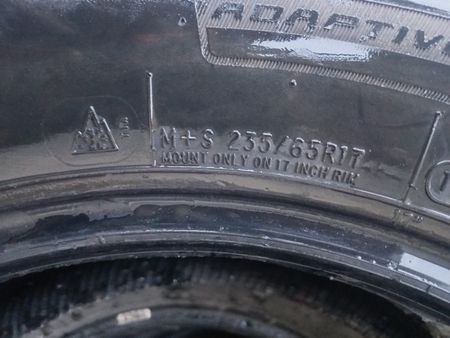 ADAPTIV
M+S 235/65R17
MOUNT ONLY ON 17 INCH RIM